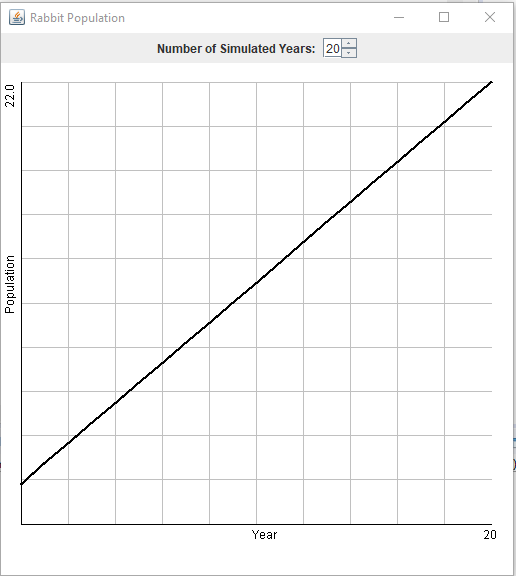 Rabbit Population
Number of Simulated Years: 20
22.0
Population
Year
20